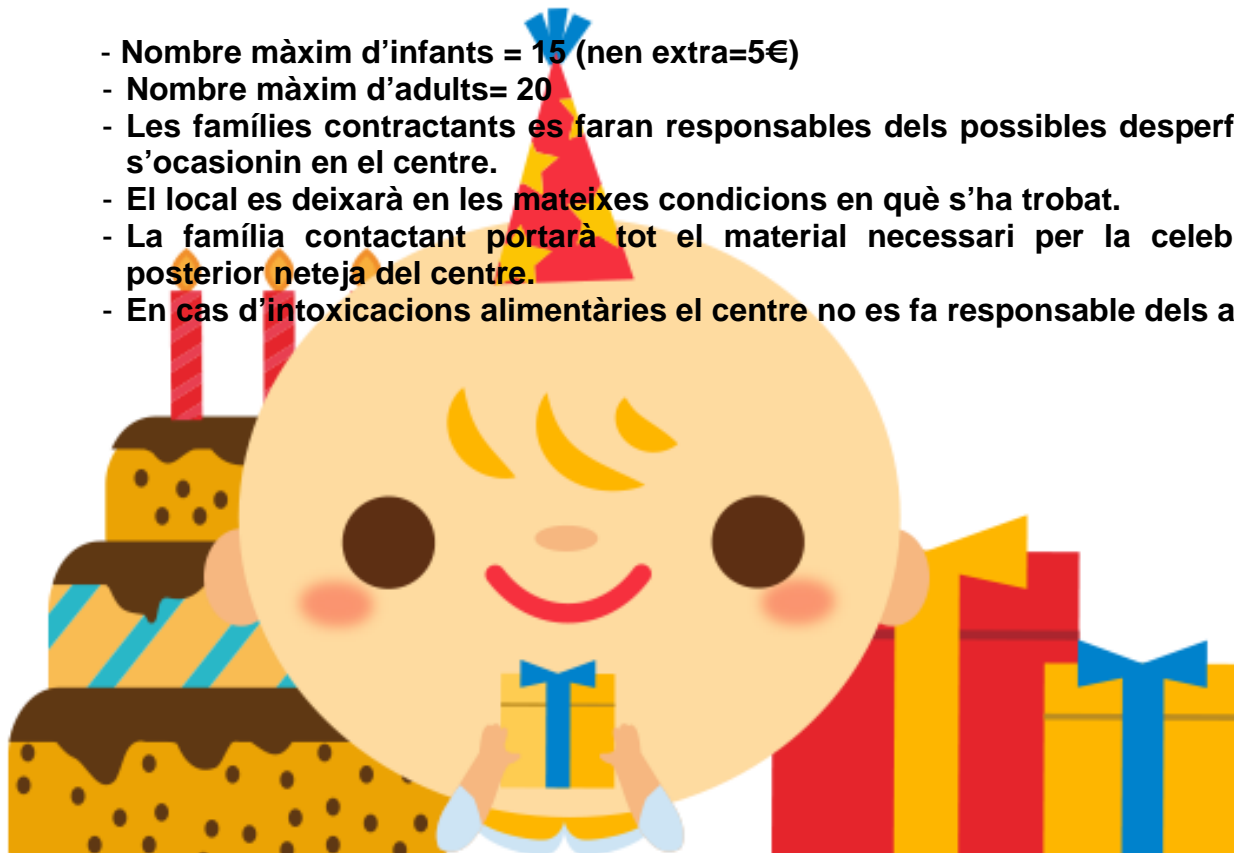 - Nombre màxim d'infants = 15 (nen extra=5€)
- Nombre màxim d'adults= 20
- Les famílies contractants es faran responsables dels possibles desperf
s'ocasionin en el centre.
- El local es deixarà en les mateixes condicions en què s'ha trobat.
- La família contactant portarà tot el material necessari per la celeb
posterior neteja del centre.
- En cas d'intoxicacions alimentàries el centre no es fa responsable dels a